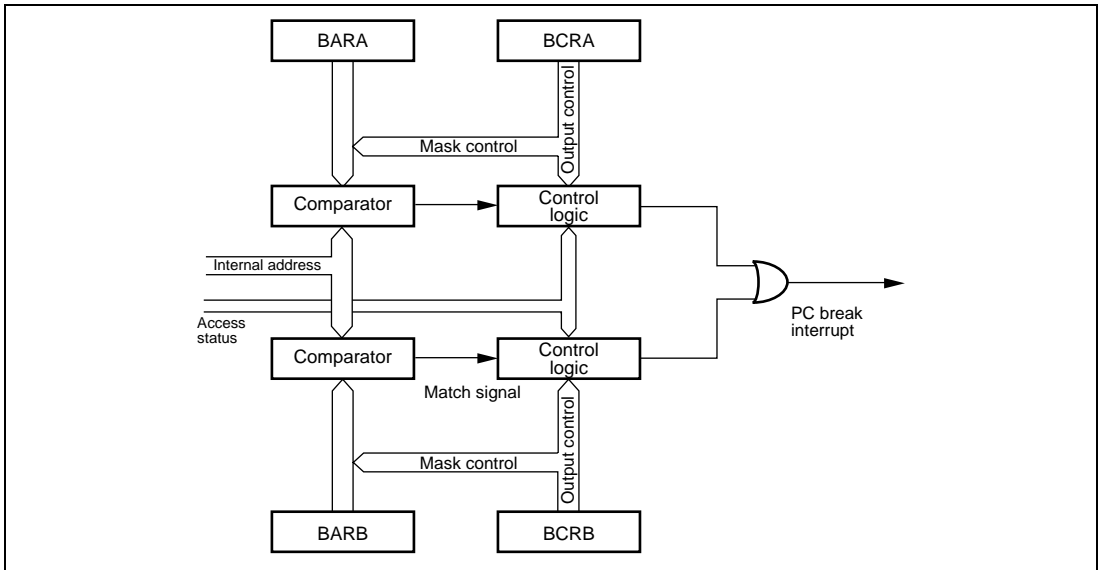 BARA
BCRA
Output control
Mask control
Comparator
Control
logic
Internal address
Access
status
PC break
interrupt
Comparator
Control
logic
Match signal
Output control
Mask control
BARB
BCRB